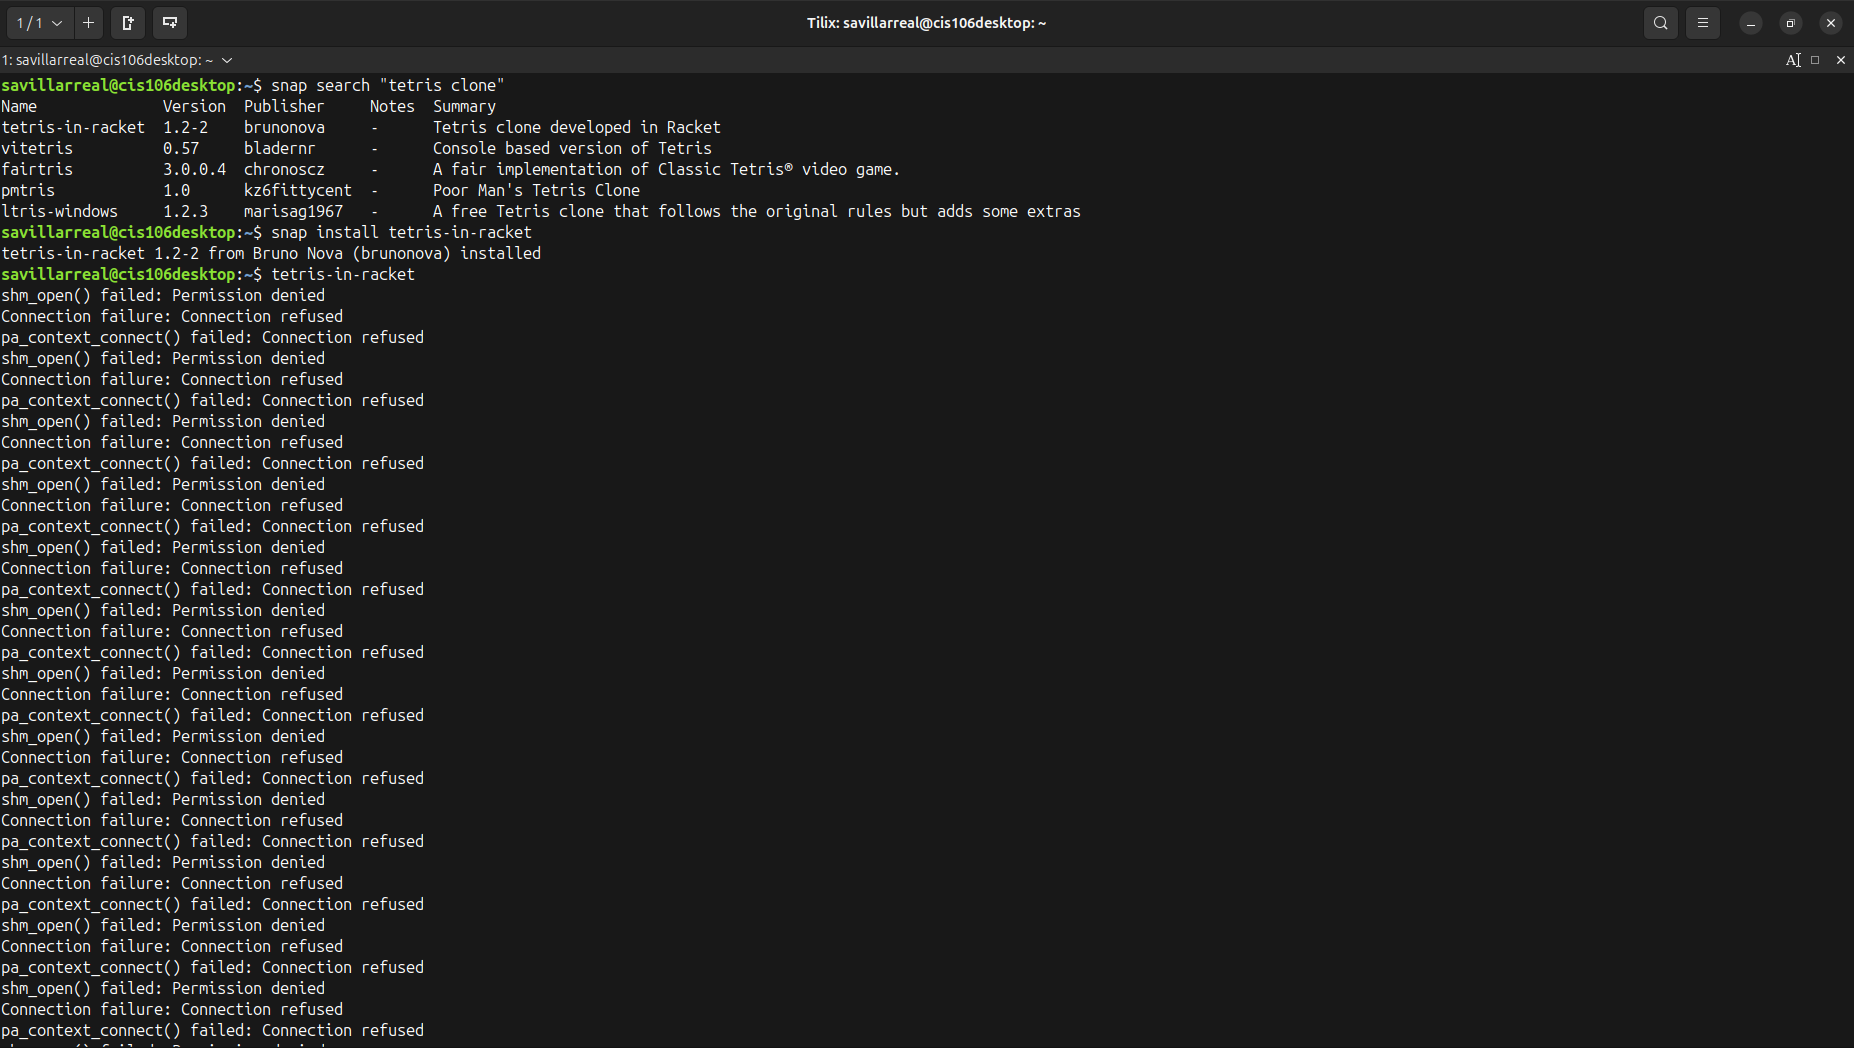 1 / 1
Tilix: savillarreal@cis106desktop: ~
1: savillarreal@cis106desktop: ~
savillarreal@cis106desktop:~$ snap search "tetris clone"
Name Version Publisher Notes Summary
tetris-in-racket 1.2-2 brunonova - Tetris clone developed in Racket
vitetris 0.57 bladernr - Console based version of Tetris
fairtris 3.0.0.4 chronoscz - A fair implementation of Classic Tetris® video game.
pmtris 1.0 kz6fittycent - Poor Man's Tetris Clone
ltris-windows 1.2.3 marisag1967 - A free Tetris clone that follows the original rules but adds some extras
savillarreal@cis106desktop:~$ snap install tetris-in-racket
tetris-in-racket 1.2-2 from Bruno Nova (brunonova) installed
savillarreal@cis106desktop:~$ tetris-in-racket
shm_open() failed: Permission denied
Connection failure: Connection refused
pa_context_connect() failed: Connection refused
shm_open() failed: Permission denied
Connection failure: Connection refused
pa_context_connect() failed: Connection refused
shm_open() failed: Permission denied
Connection failure: Connection refused
pa_context_connect() failed: Connection refused
shm_open() failed: Permission denied
Connection failure: Connection refused
pa_context_connect() failed: Connection refused
shm_open() failed: Permission denied
Connection failure: Connection refused
pa_context_connect() failed: Connection refused
shm_open() failed: Permission denied
Connection failure: Connection refused
pa_context_connect() failed: Connection refused
shm_open() failed: Permission denied
Connection failure: Connection refused
pa_context_connect() failed: Connection refused
shm_open() failed: Permission denied
Connection failure: Connection refused
pa_context_connect() failed: Connection refused
shm_open() failed: Permission denied
Connection failure: Connection refused
pa_context_connect() failed: Connection refused
shm_open() failed: Permission denied
Connection failure: Connection refused
pa_context_connect() failed: Connection refused
shm_open() failed: Permission denied
Connection failure: Connection refused
pa_context_connect() failed: Connection refused
shm_open() failed: Permission denied
Connection failure: Connection refused
pa_context_connect() failed: Connection refused